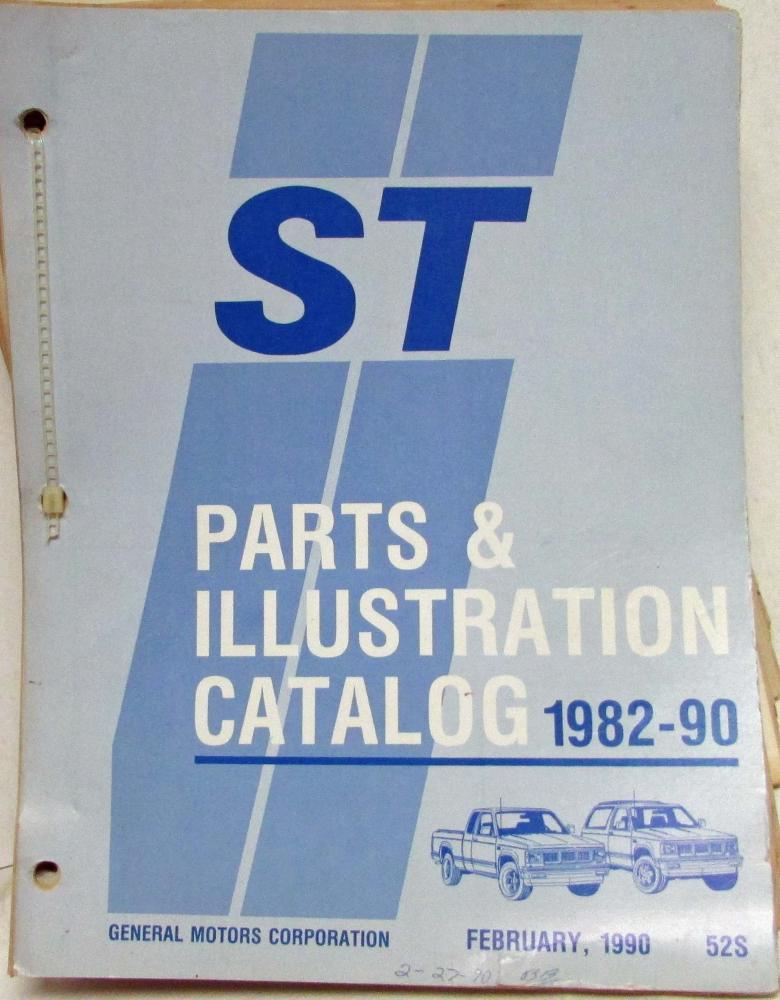 ST
PARTS &
ILLUSTRATION
CATALOG 1982-90
GENERAL MOTORS CORPORATION FEBRUARY, 1990 52S
2-27-90